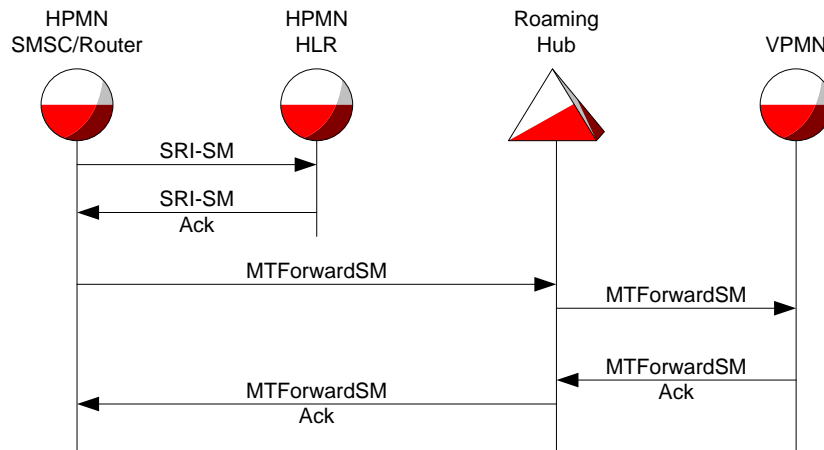 HPMN
SMSC/Router
HPMN
HLR
Roaming
Hub
VPMN
SRI-SM
SRI-SM
Ack
MTForwardSM
MTForwardSM
MTForwardSM
Ack
MTForwardSM
Ack